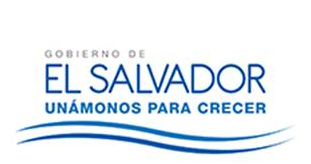 GOBIERNO DE
EL SALVADOR
UNÁMONOS PARA CRECER